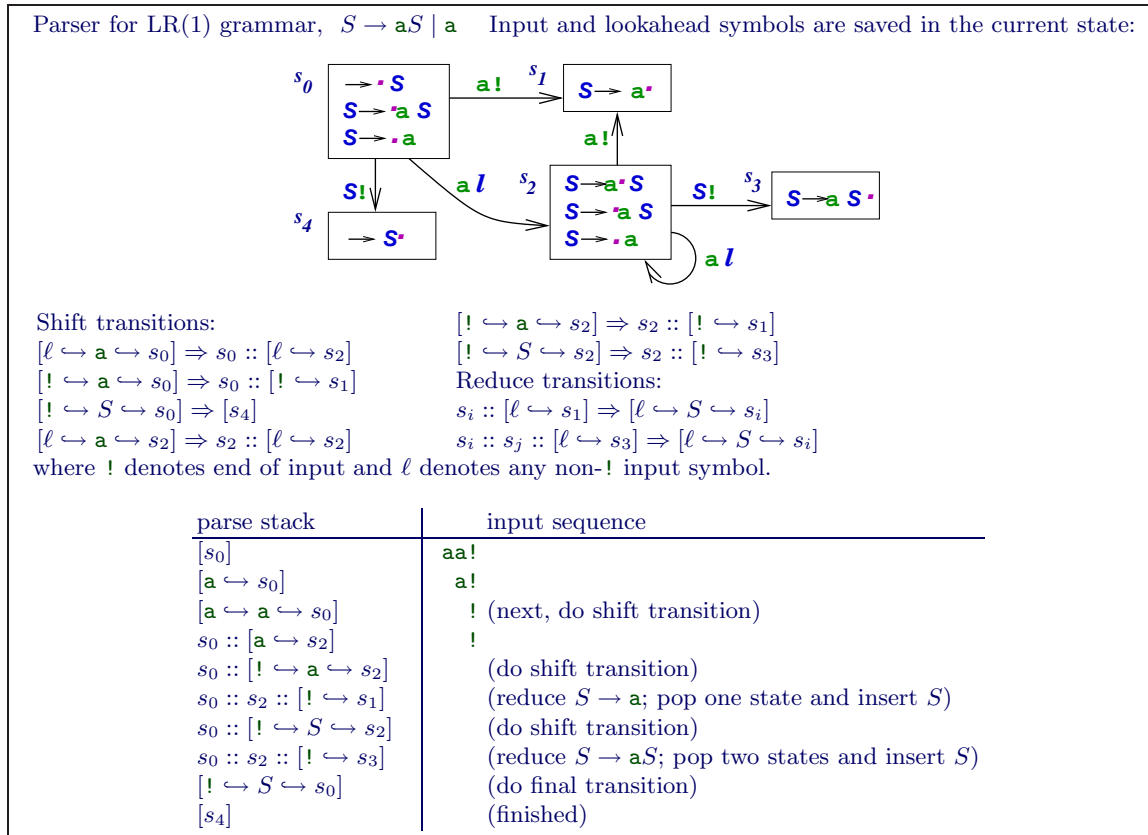 Parser for LR(1) grammar, S → aS | a Input and lookahead symbols are saved in the current state:
s0
→ · S
S → ·a S
S → · a
a!
s1
S → a·
a!
S!
a l
s2
S → a· S
S → ·a S
S → · a
S!
s3
S → a S ·
s4
→ S·
a l
Shift transitions:
[ℓ ↪ a ↪ s0] ⇒ s0 :: [ℓ ↪ s2]
[! ↪ a ↪ s0] ⇒ s0 :: [! ↪ s1]
[! ↪ S ↪ s0] ⇒ [s4]
[ℓ ↪ a ↪ s2] ⇒ s2 :: [ℓ ↪ s2]
[! ↪ a ↪ s2] ⇒ s2 :: [! ↪ s1]
[! ↪ S ↪ s2] ⇒ s2 :: [! ↪ s3]
Reduce transitions:
si :: [ℓ ↪ s1] ⇒ [ℓ ↪ S ↪ si]
si :: sj :: [ℓ ↪ s3] ⇒ [ℓ ↪ S ↪ si]
where ! denotes end of input and ℓ denotes any non-! input symbol.
parse stack input sequence
[s0] aa!
[a ↪ s0] a!
[a ↪ a ↪ s0] ! (next, do shift transition)
s0 :: [a ↪ s2] !
s0 :: [! ↪ a ↪ s2] (do shift transition)
s0 :: s2 :: [! ↪ s1] (reduce S → a; pop one state and insert S)
s0 :: [! ↪ S ↪ s2] (do shift transition)
s0 :: s2 :: [! ↪ s3] (reduce S → aS; pop two states and insert S)
[! ↪ S ↪ s0] (do final transition)
[s4] (finished)